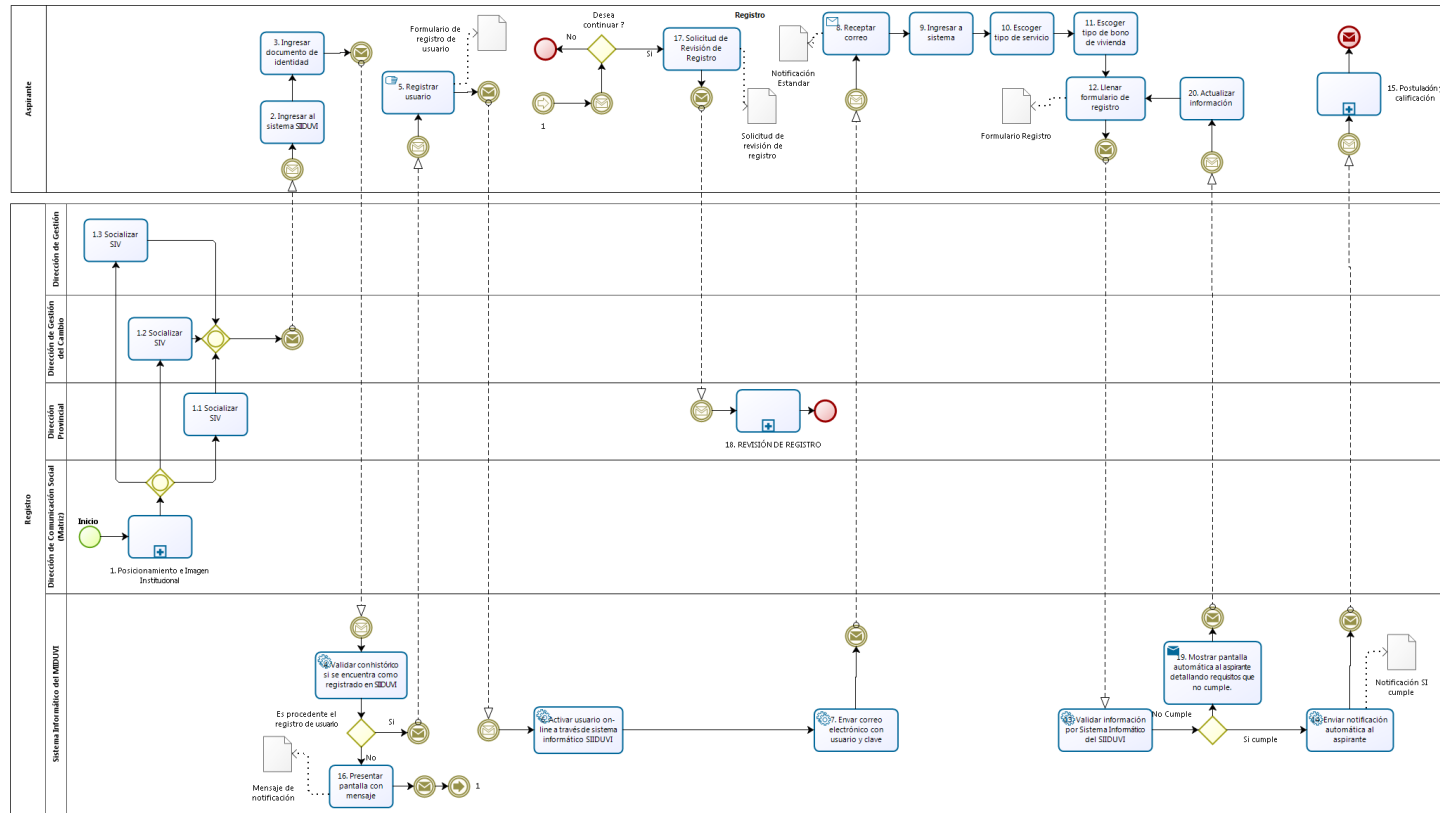 Aspirante
3. Ingresar
documento de
identidad
2. Ingresar al
sistema SIIDUVI
Formulario de
registro de
usuario
5. Registrar
usuario
Desea
continuar ?
No
Si
1
17. Solicitud de
Revisión de
Registro
Registro
Solicitud de
revisión de
registro
Notificación
Estandar
8. Receptar
correo
9. Ingresar a
sistema
10. Escoger
tipo de servicio
11. Escoger
tipo de bono
de vivienda
12. Llenar
formulario de
registro
Formulario Registro
20. Actualizar
información
15. Postulación y
calificación
Registro
Dirección de Gestión
1.3 Socializar
SIV
Dirección de Gestión
del Cambio
1.2 Socializar
SIV
Dirección
Provincial
1.1 Socializar
SIV
18. REVISIÓN DE REGISTRO
Dirección de Comunicación Social
(Matriz)
Inicio
1. Posicionamiento e Imagen
Institucional
Sistema Informático del MIDUVI
4. Validar con histórico
si se encuentra como
registrado en SIIDUVI
Es procedente el
registro de usuario
Si
No
Mensaje de
notificación
16. Presentar
pantalla con
mensaje
1
6. Activar usuario on-
line a través de sistema
informático SIIDUVI
7. Envar correo
electrónico con
usuario y clave
13. Validar información
por Sistema Informático
del SIIDUVI
19. Mostrar pantalla
automática al aspirante
detallando requisitos que
no cumple.
No Cumple
Si cumple
14. Enviar notificación
automática al
aspirante
Notificación SI
cumple